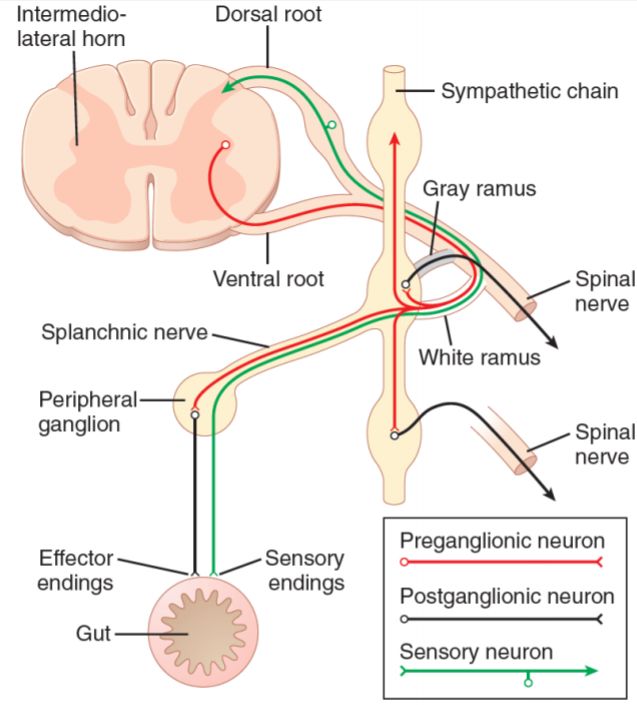 Intermedio-
lateral horn
Dorsal root
Sympathetic chain
Gray ramus
Ventral root
Spinal
nerve
Splanchnic nerve
White ramus
Peripheral
ganglion
Spinal
nerve
Effector
endings
Sensory
endings
Gut
Preganglionic neuron
Postganglionic neuron
Sensory neuron